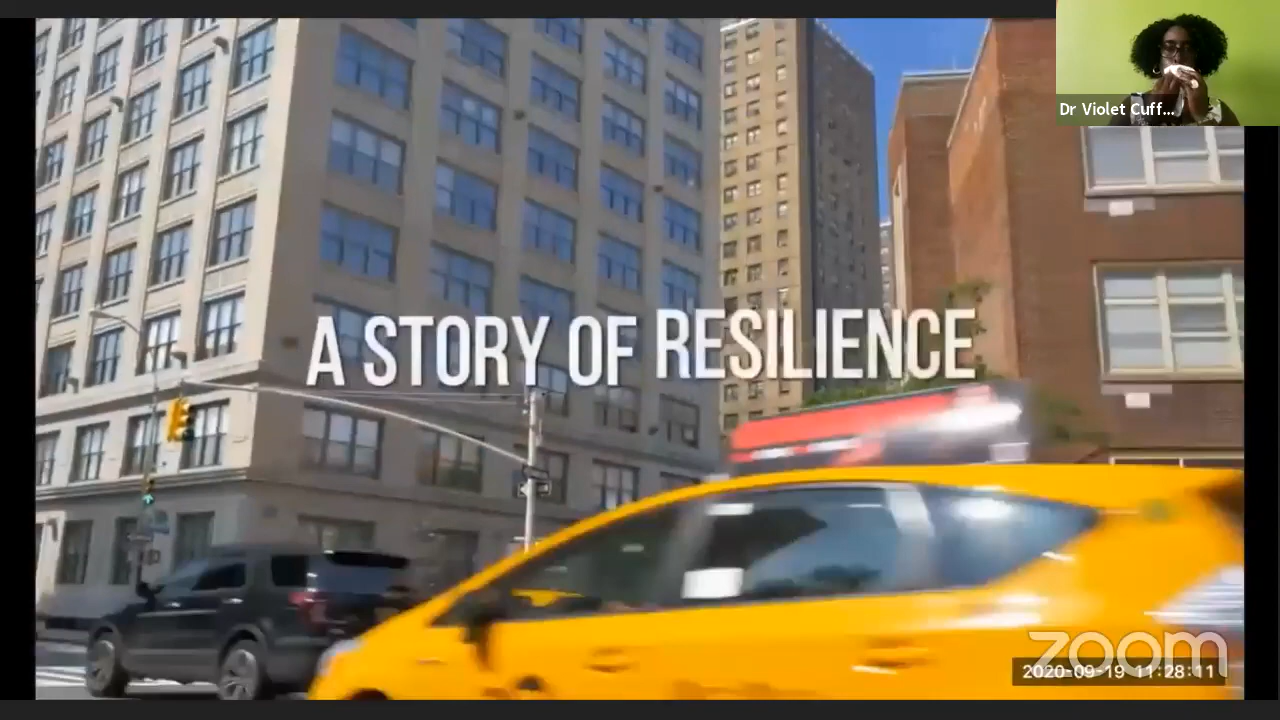 Dr Violet Cuff...
A STORY OF RESILIENCE
zoom
2020-09-19 11:28:11